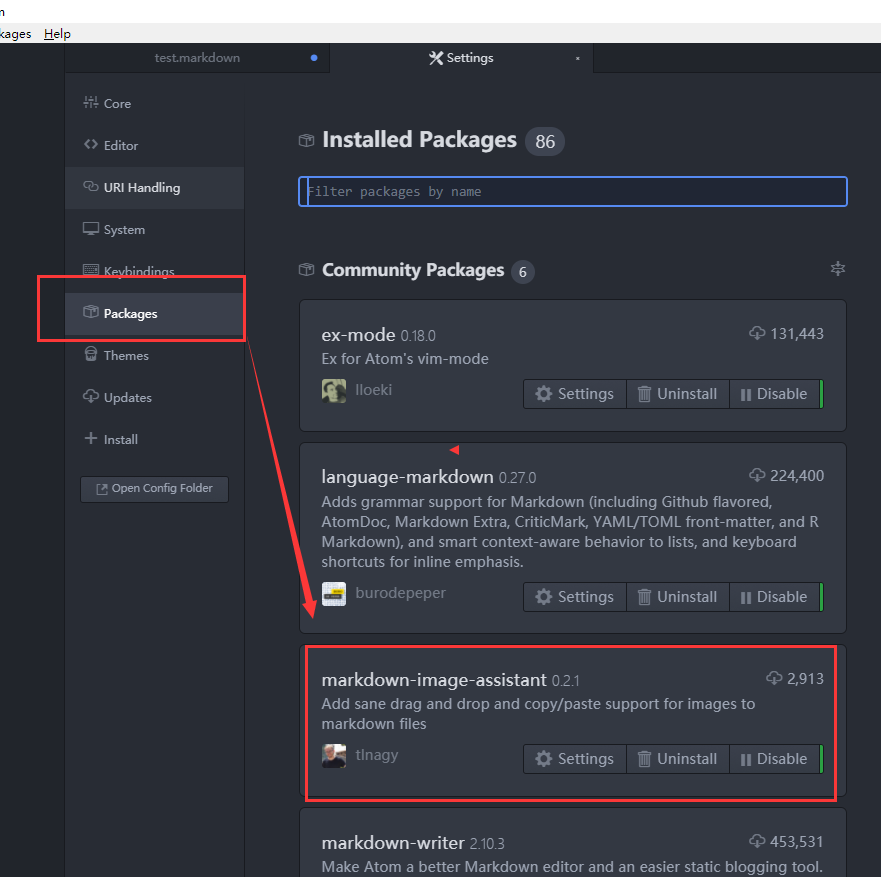 kages Help
test.markdown Settings
Core
Editor
URI Handling
System
Keybindings
Packages
Themes
Updates
Install
Open Config Folder
Installed Packages 86
Filter packages by name
Community Packages 6
ex-mode 0.18.0 131,443
Ex for Atom's vim-mode
lloeki
Settings Uninstall Disable
language-markdown 0.27.0 224,400
Adds grammar support for Markdown (including Github flavored,
AtomDoc, Markdown Extra, CriticMark, YAML/TOML front-matter, and R
Markdown), and smart context-aware behavior to lists, and keyboard
shortcuts for inline emphasis.
burodepeper
Settings Uninstall Disable
markdown-image-assistant 0.2.1 2,913
Add sane drag and drop and copy/paste support for images to
markdown files
tlnagy
Settings Uninstall Disable
markdown-writer 2.10.3 453,531
Make Atom a better Markdown editor and an easier static blogging tool.